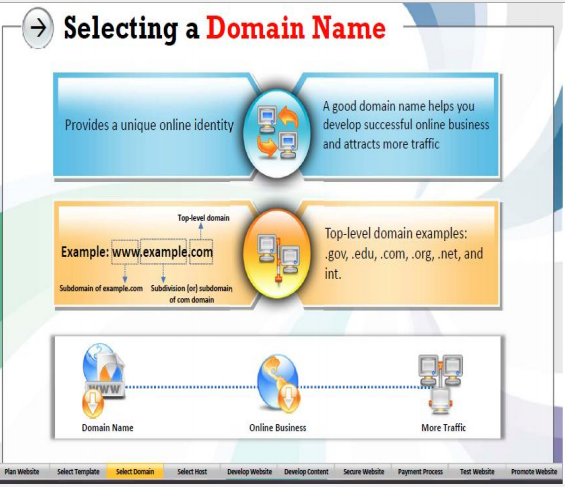 Selecting a Domain Name
Provides a unique online identity
A good domain name helps you
develop successful online business
and attracts more traffic
Top-level domain
Example: www.example.com
Subdomain of example.com
Subdivision (or) subdomain,
of com domain
Top-level domain examples:
.gov, .edu, .com, .org, .net, and
int.
WWW
Domain Name
Online Business
More Traffic
Plan Website
Select Template
Select Domain
Select Host
Develop Website
Develop Content
Secure Website
Payment Process
Test Website
Promote Website